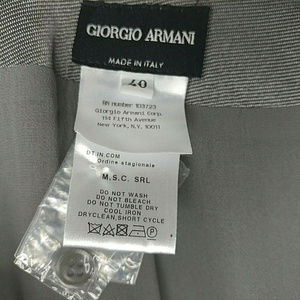 GIORGIO ARMANI
MADE IN ITALY
40
RN number 103723
Giorgio Armani Corp.
114 Fifth Avenue
New York, N.Y, 10011
DT.IN.COM
Ordine stagionale
M.S.C. SRL
DO NOT WASH
DO NOT BLEACH
DO NOT TUMBLE DRY
COOL IRON
DRYCLEAN,SHORT CYCLE